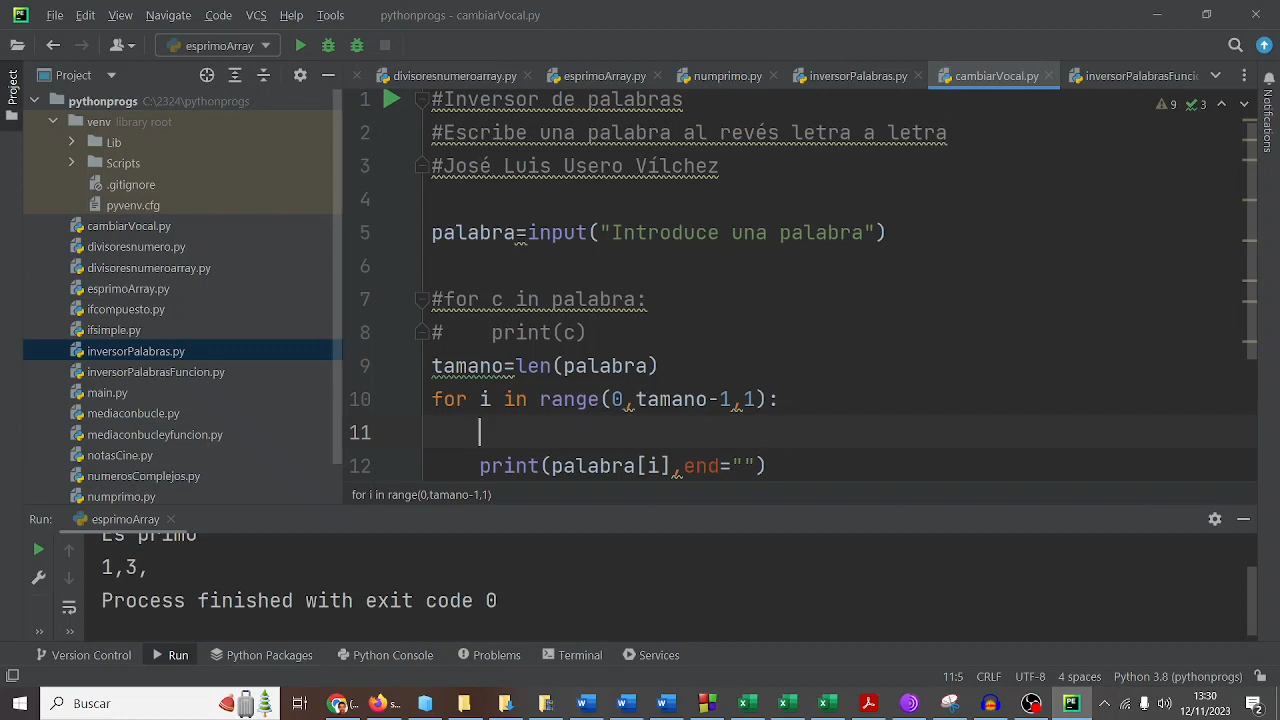 File Edit View Navigate Code VCS Help Tools pythonprogs - cambiarVocal.py
esprimoArray
Project
divisoresnumeroarray.py esprimoArray.py numprimo.py inversorPalabras.py cambiarVocal.py inversorPalabrasFunci
Project
Notifications
pythonprogs C:\2324\pythonprogs
venv library root
Lib
Scripts
.gitignore
pyvenv.cfg
cambiarVocal.py
divisoresnumero.py
divisoresnumeroarray.py
esprimoArray.py
ifcompuesto.py
ifsimple.py
inversorPalabras.py
inversorPalabrasFuncion.py
main.py
mediaconbucle.py
mediaconbucleyfuncion.py
notasCine.py
numerosComplejos.py
numprimo.py
9 3
1 #Inversor de palabras
2 #Escribe una palabra al revés letra a letra
3 #José Luis Usero Vílchez
4
5 palabra=input("Introduce una palabra")
6
7 #for c in palabra:
8 #    print(c)
9 tamano=len(palabra)
10 for i in range(0,tamano-1,1):
11
12     print(palabra[i],end="")
for i in range(0,tamano-1,1)
Run: esprimoArray
Es primo
1,3,
Process finished with exit code 0
Version Control Run Python Packages Python Console Problems Terminal Services
11:5 CRLF UTF-8 4 spaces Python 3.8 (pythonprogs)
Buscar
s...
13:30
12/11/2023
2